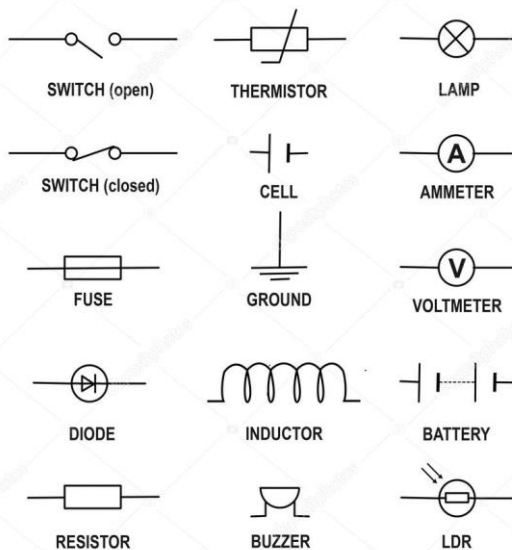 SWITCH (open)
THERMISTOR
LAMP
SWITCH (closed)
CELL
A
AMMETER
FUSE
GROUND
V
VOLTMETER
DIODE
INDUCTOR
BATTERY
RESISTOR
BUZZER
LDR